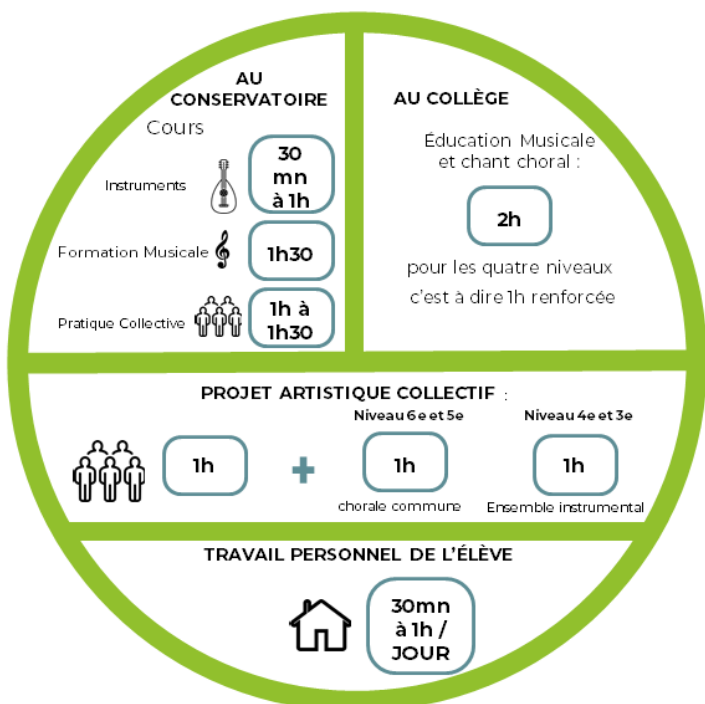 AU
CONSERVATOIRE
Cours
Instruments
30
mn
à 1h
Formation Musicale
1h30
Pratique Collective
1h à
1h30
AU COLLÈGE
Éducation Musicale
et chant choral :
2h
pour les quatre niveaux
c'est à dire 1h renforcée
PROJET ARTISTIQUE COLLECTIF :
1h
+
Niveau 6e et 5e
1h
chorale commune
Niveau 4e et 3e
1h
Ensemble instrumental
TRAVAIL PERSONNEL DE L'ÉLÈVE
30mn
à 1h /
JOUR